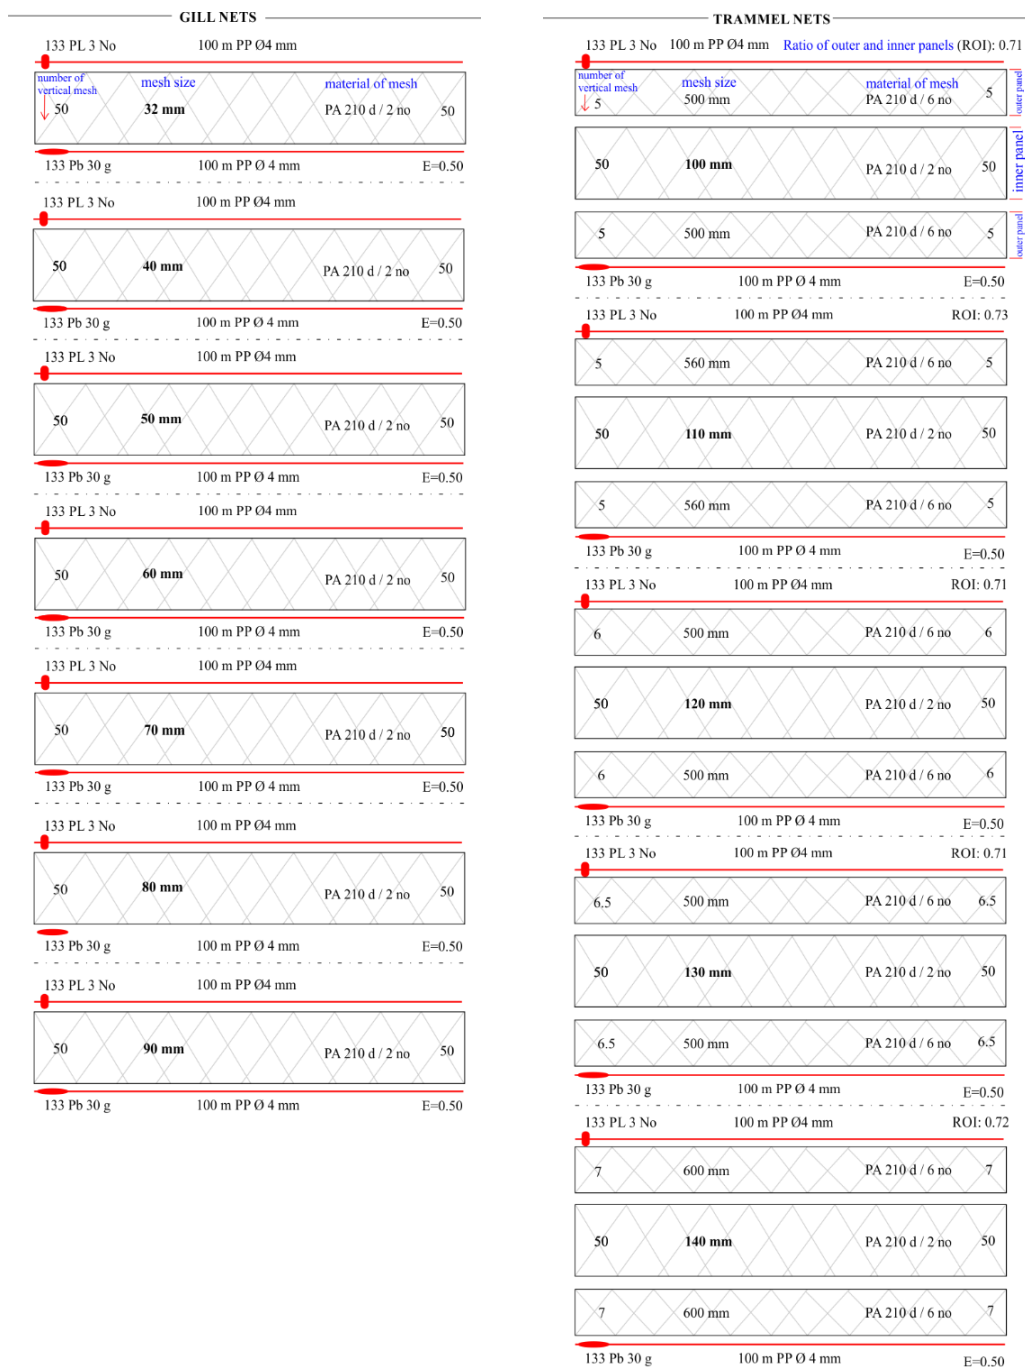 GILL NETS
133 PL 3 No 100 m PP Ø4 mm
number of vertical mesh
mesh size
material of mesh
50 32 mm PA 210 d / 2 no 50
133 Pb 30 g 100 m PP Ø 4 mm E=0.50
133 PL 3 No 100 m PP Ø4 mm
50 40 mm PA 210 d / 2 no 50
133 Pb 30 g 100 m PP Ø 4 mm E=0.50
133 PL 3 No 100 m PP Ø4 mm
50 50 mm PA 210 d / 2 no 50
133 Pb 30 g 100 m PP Ø 4 mm E=0.50
133 PL 3 No 100 m PP Ø4 mm
50 60 mm PA 210 d / 2 no 50
133 Pb 30 g 100 m PP Ø 4 mm E=0.50
133 PL 3 No 100 m PP Ø4 mm
50 70 mm PA 210 d / 2 no 50
133 Pb 30 g 100 m PP Ø 4 mm E=0.50
133 PL 3 No 100 m PP Ø4 mm
50 80 mm PA 210 d / 2 no 50
133 Pb 30 g 100 m PP Ø 4 mm E=0.50
133 PL 3 No 100 m PP Ø4 mm
50 90 mm PA 210 d / 2 no 50
133 Pb 30 g 100 m PP Ø 4 mm E=0.50
TRAMMEL NETS
133 PL 3 No 100 m PP Ø4 mm Ratio of outer and inner panels (ROI): 0.71
number of vertical mesh
mesh size
material of mesh
5 500 mm PA 210 d / 6 no 5
outer panel
50 100 mm PA 210 d / 2 no 50
inner panel
5 500 mm PA 210 d / 6 no 5
outer panel
133 Pb 30 g 100 m PP Ø 4 mm E=0.50
133 PL 3 No 100 m PP Ø4 mm ROI: 0.73
5 560 mm PA 210 d / 6 no 5
50 110 mm PA 210 d / 2 no 50
5 560 mm PA 210 d / 6 no 5
133 Pb 30 g 100 m PP Ø 4 mm E=0.50
133 PL 3 No 100 m PP Ø4 mm ROI: 0.71
6 500 mm PA 210 d / 6 no 6
50 120 mm PA 210 d / 2 no 50
6 500 mm PA 210 d / 6 no 6
133 Pb 30 g 100 m PP Ø 4 mm E=0.50
133 PL 3 No 100 m PP Ø4 mm ROI: 0.71
6.5 500 mm PA 210 d / 6 no 6.5
50 130 mm PA 210 d / 2 no 50
6.5 500 mm PA 210 d / 6 no 6.5
133 Pb 30 g 100 m PP Ø 4 mm E=0.50
133 PL 3 No 100 m PP Ø4 mm ROI: 0.72
7 600 mm PA 210 d / 6 no 7
50 140 mm PA 210 d / 2 no 50
7 600 mm PA 210 d / 6 no 7
133 Pb 30 g 100 m PP Ø 4 mm E=0.50